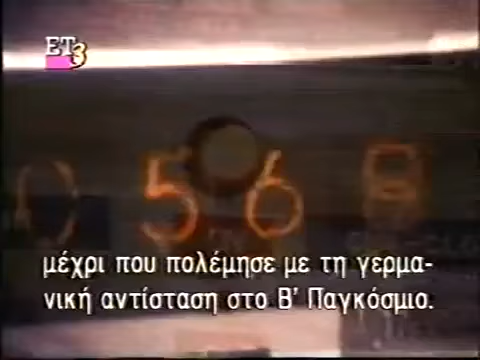 ET3
0568
μέχρι που πολέμησε με τη γερμα-
νική αντίσταση στο Β' Παγκόσμιο.